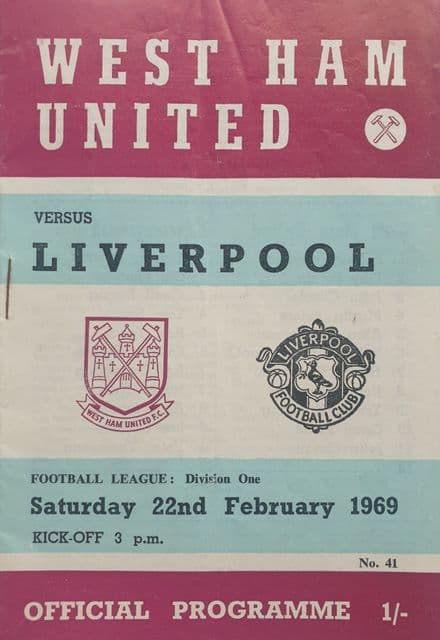 WEST HAM
UNITED
VERSUS
LIVERPOOL
WEST HAM UNITED F.C.
LIVERPOOL
FOOTBALL CLUB
FOOTBALL LEAGUE: Division One
Saturday 22nd February 1969
KICK-OFF 3 p.m.
No. 41
OFFICIAL PROGRAMME 1/-